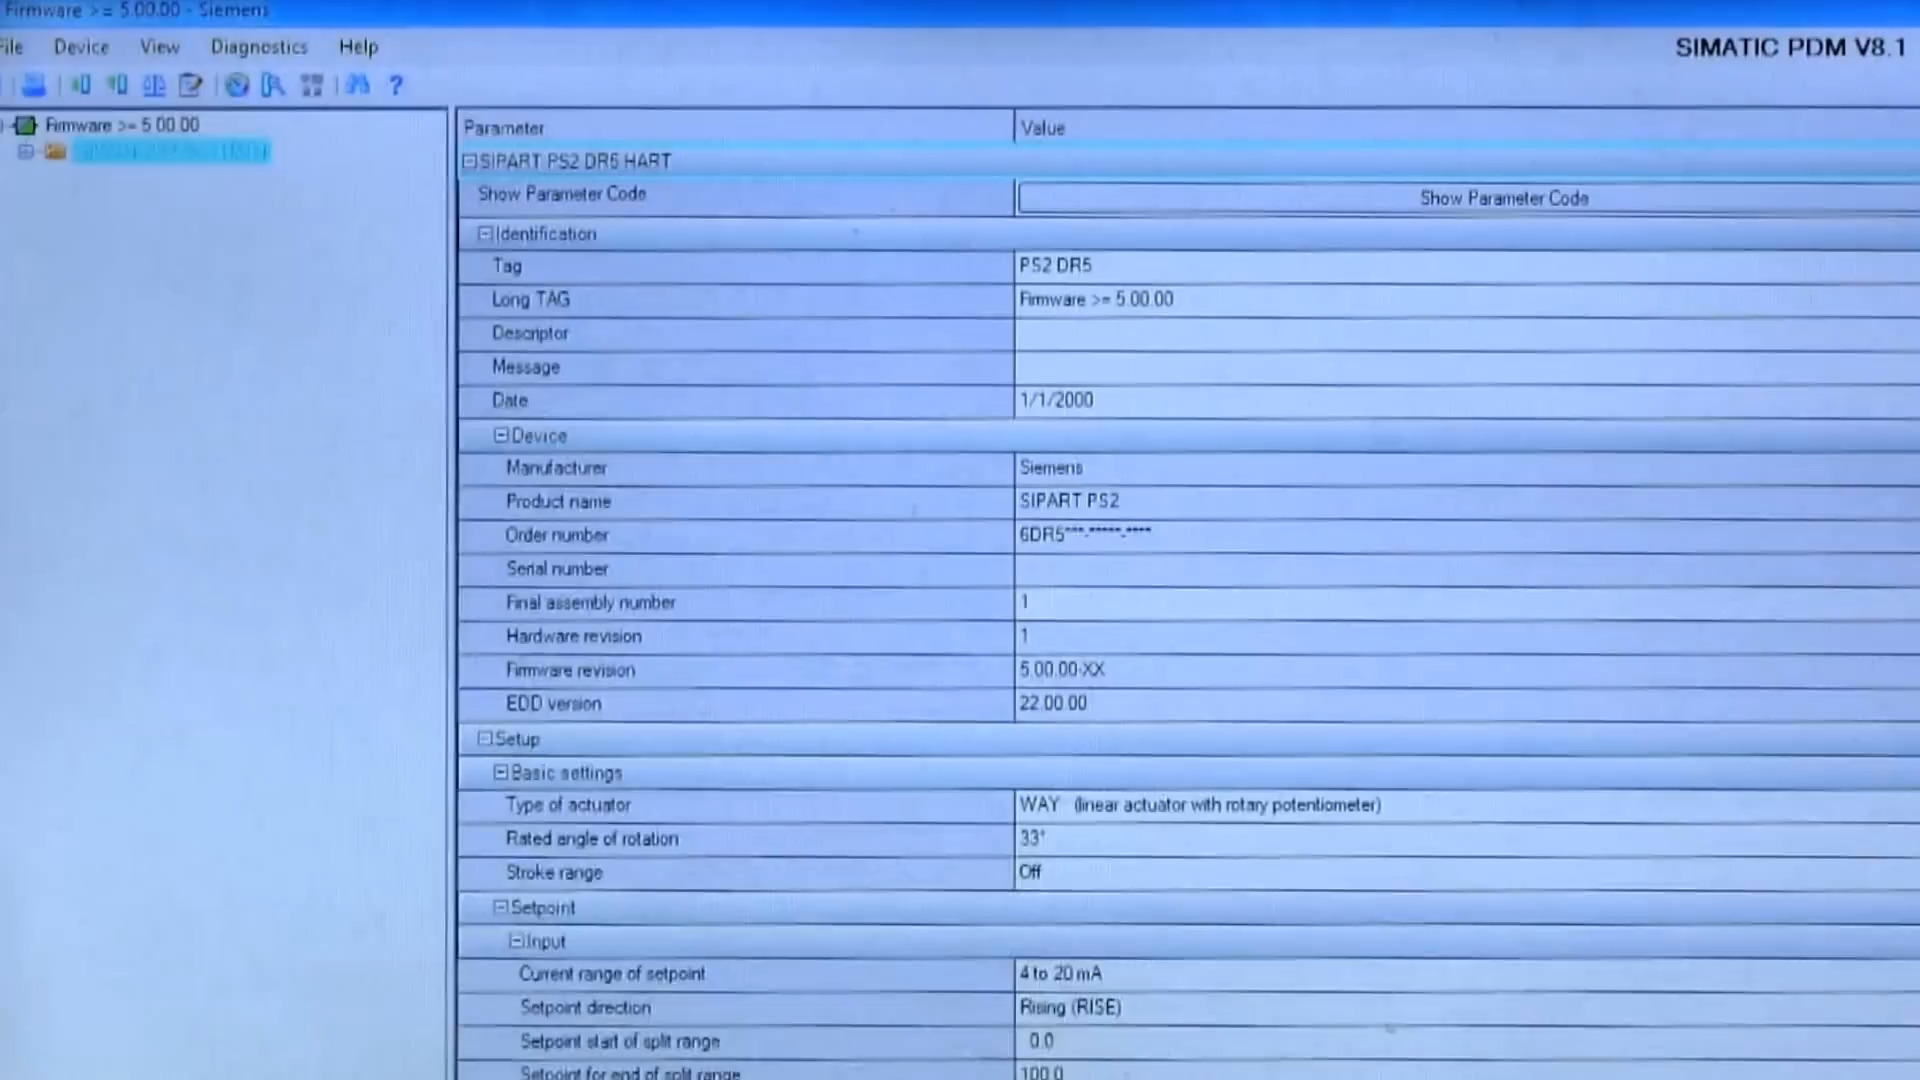 Firmware >= 5.00.00 - Siemens
File Device View Diagnostics Help
SIMATIC PDM V8.1
Firmware >= 5.00.00
Parameter Value
SIPART PS2 DR5 HART
Show Parameter Code Show Parameter Code
Identification
Tag PS2 DR5
Long TAG Firmware >= 5.00.00
Descriptor
Message
Date 1/1/2000
Device
Manufacturer Siemens
Product name SIPART PS2
Order number 6DR5***-*****-****
Serial number
Final assembly number 1
Hardware revision 1
Firmware revision 5.00.00-XX
EDD version 22.00.00
Setup
Basic settings
Type of actuator WAY (linear actuator with rotary potentiometer)
Rated angle of rotation 33°
Stroke range Off
Setpoint
Input
Current range of setpoint 4 to 20 mA
Setpoint direction Rising (RISE)
Setpoint start of split range 0.0
Setpoint for end of split range 100.0